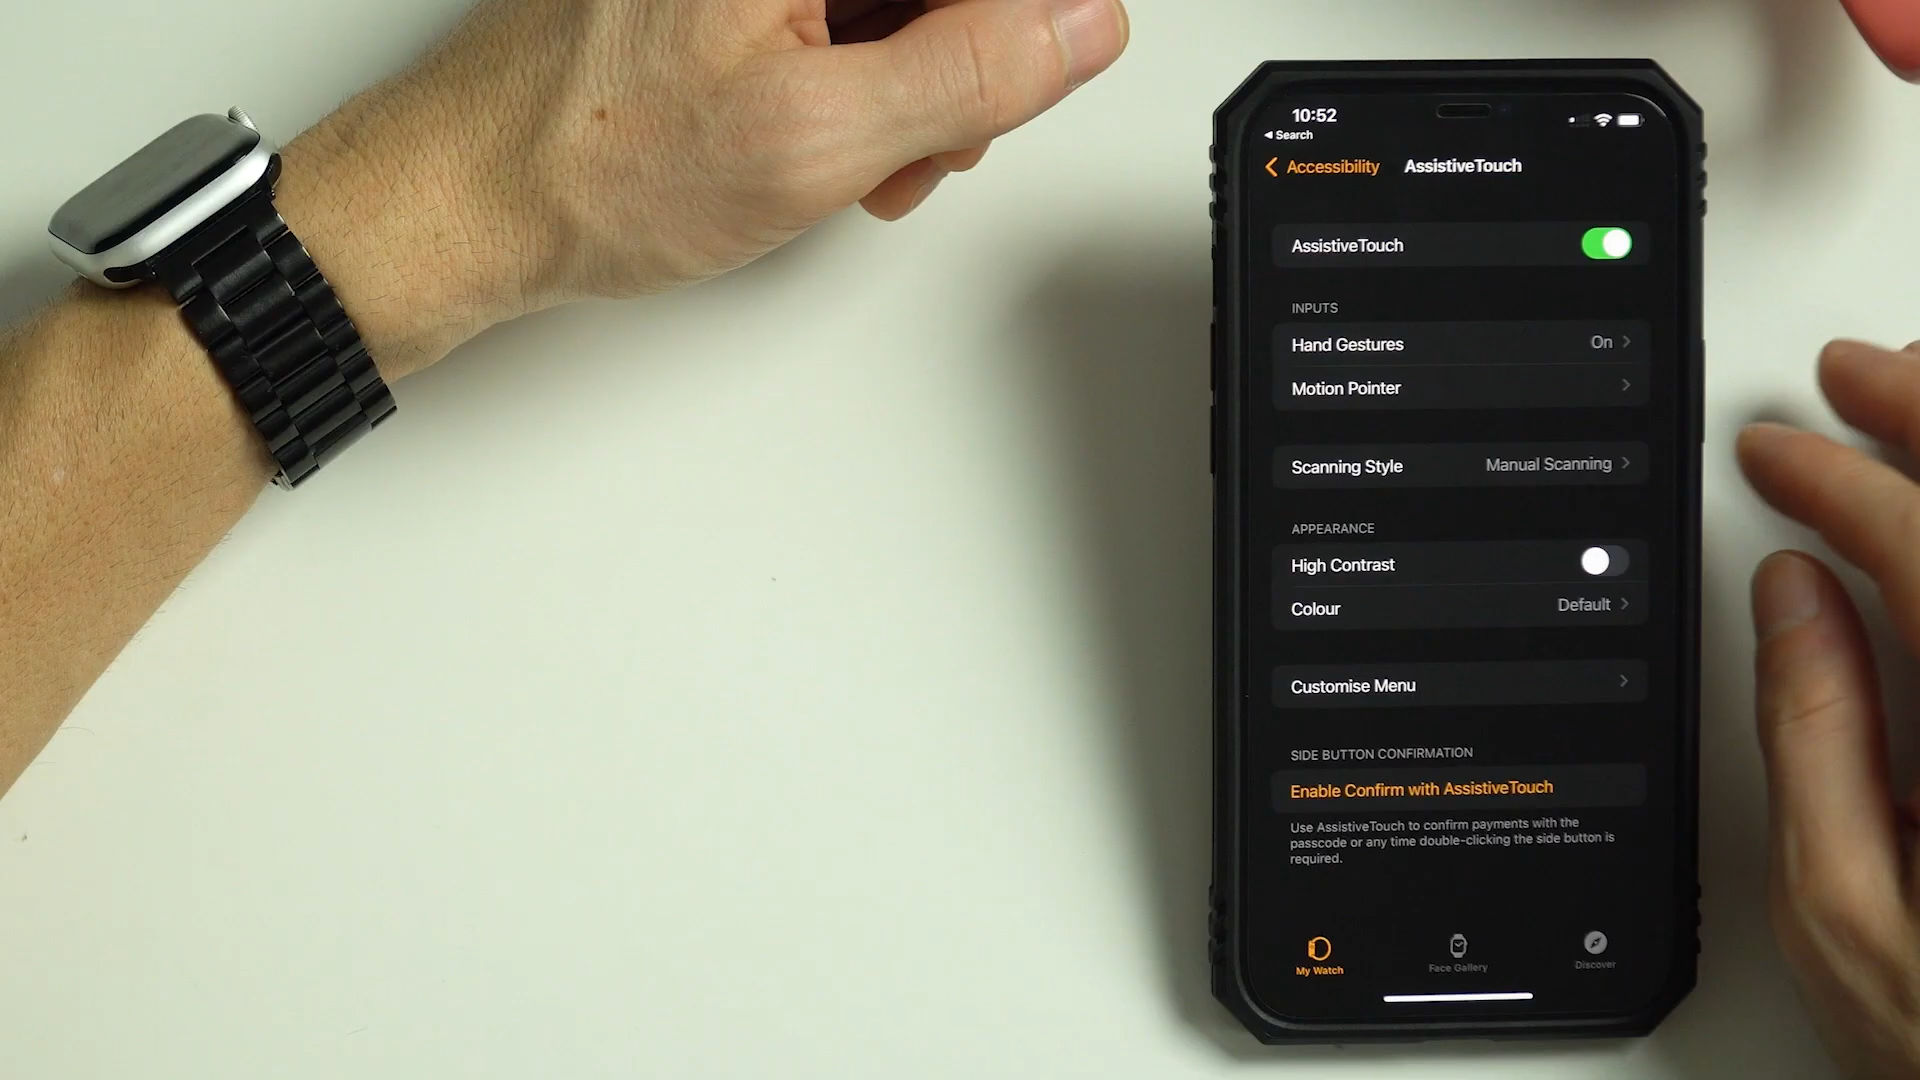 10:52
Search
Accessibility AssistiveTouch
AssistiveTouch
INPUTS
Hand Gestures On
Motion Pointer
Scanning Style Manual Scanning
APPEARANCE
High Contrast
Colour Default
Customise Menu
SIDE BUTTON CONFIRMATION
Enable Confirm with AssistiveTouch
Use AssistiveTouch to confirm payments with the
passcode or any time double-clicking the side button is
required.
My Watch Face Gallery Discover